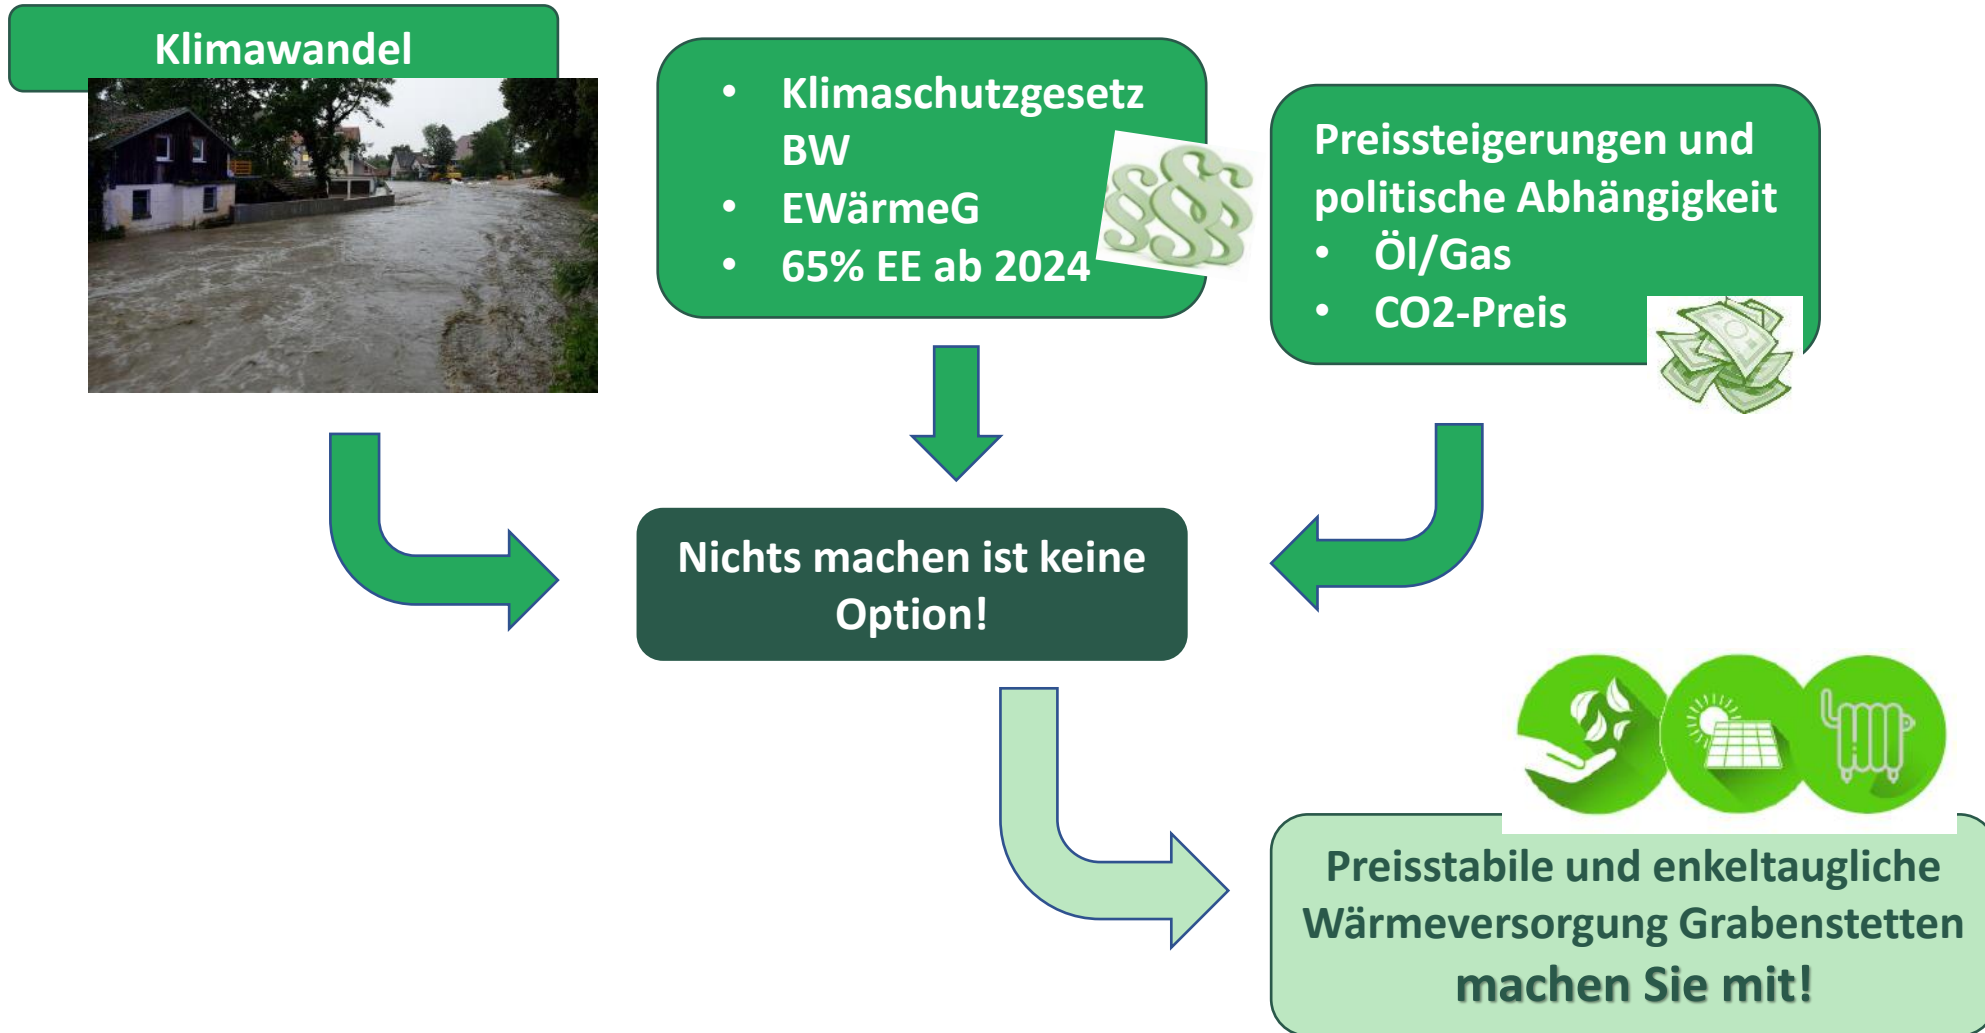 Klimawandel
• Klimaschutzgesetz
BW
• EWärmeG
• 65% EE ab 2024
Preissteigerungen und
politische Abhängigkeit
• Öl/Gas
• CO2-Preis
Nichts machen ist keine
Option!
Preisstabile und enkeltaugliche
Wärmeversorgung Grabenstetten
machen Sie mit!